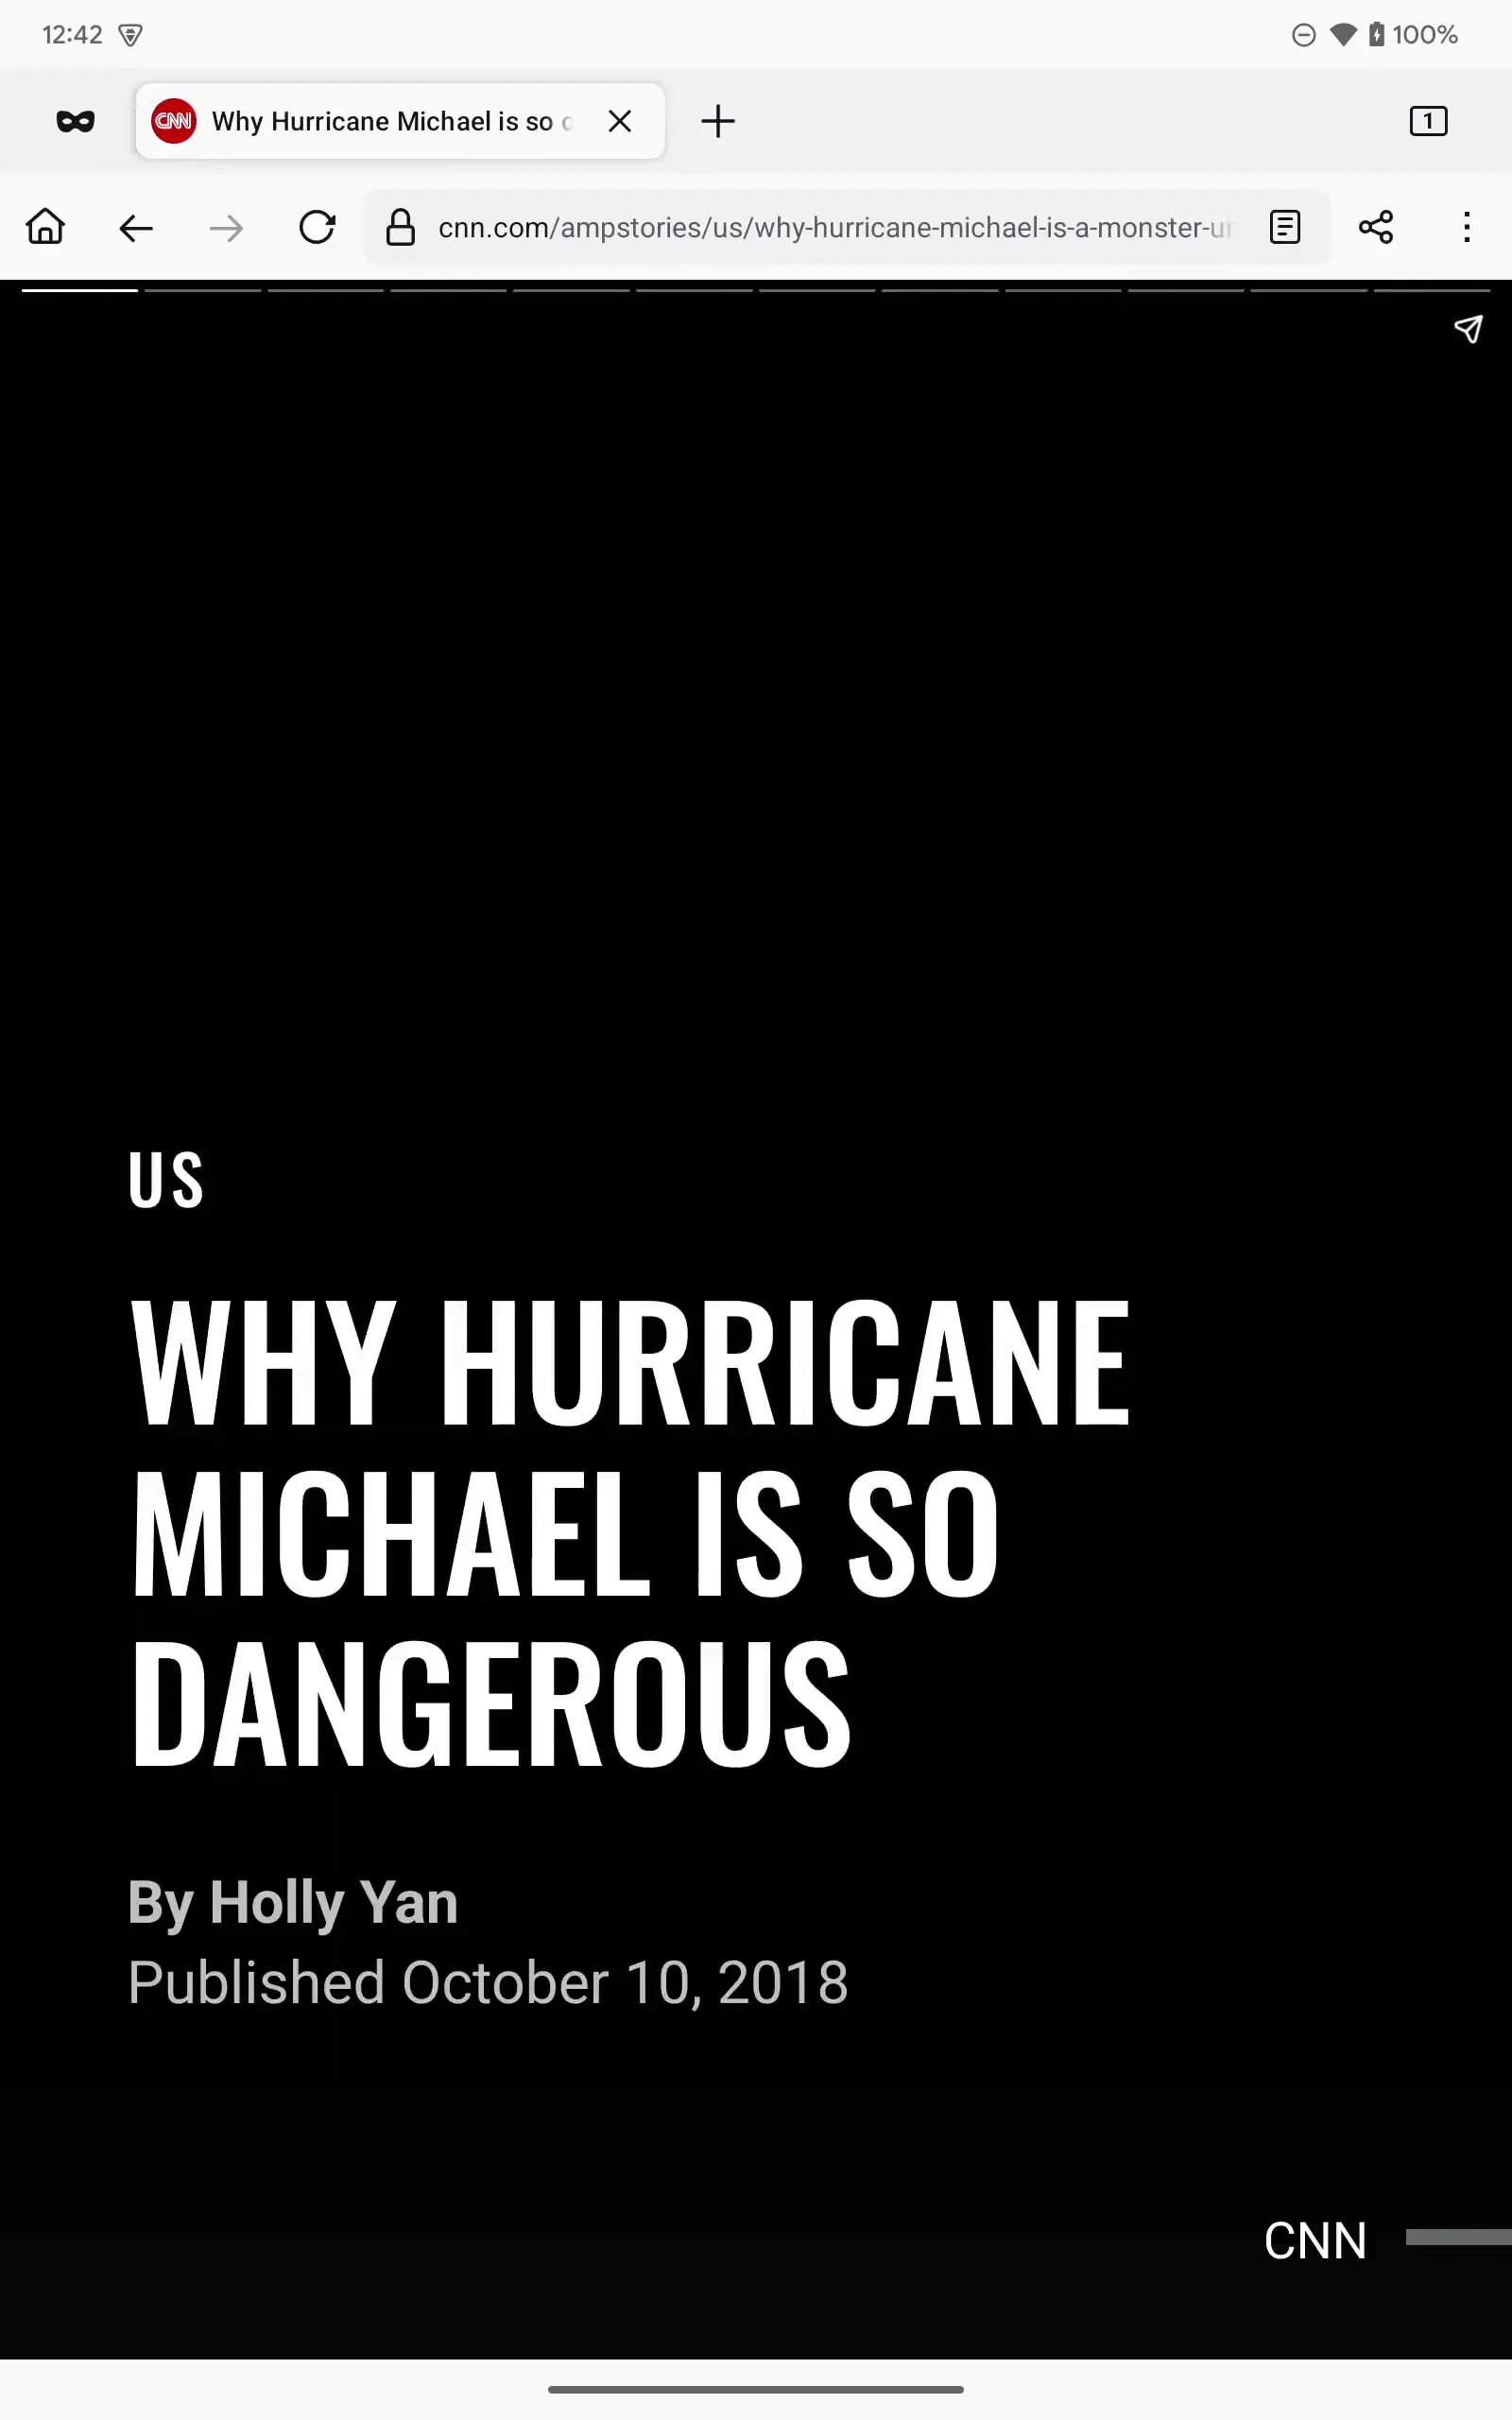 12:42
100%
CNN Why Hurricane Michael is so
1
cnn.com/ampstories/us/why-hurricane-michael-is-a-monster-ur
US
WHY HURRICANE
MICHAEL IS SO
DANGEROUS
By Holly Yan
Published October 10, 2018
CNN